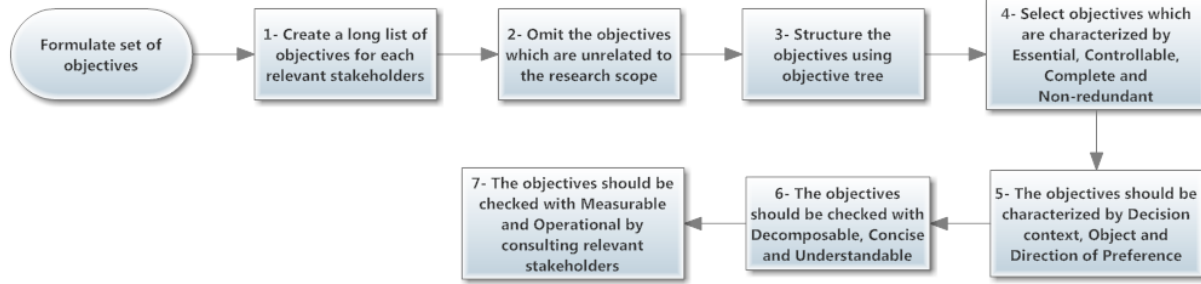 Formulate set of
objectives
1- Create a long list of
objectives for each
relevant stakeholders
2- Omit the objectives
which are unrelated to
the research scope
3- Structure the
objectives using
objective tree
4- Select objectives which
are characterized by
Essential, Controllable,
Complete and
Non-redundant
5- The objectives should be
characterized by Decision
context, Object and
Direction of Preference
6- The objectives
should be checked with
Decomposable, Concise
and Understandable
7- The objectives should be
checked with Measurable
and Operational by
consulting relevant
stakeholders